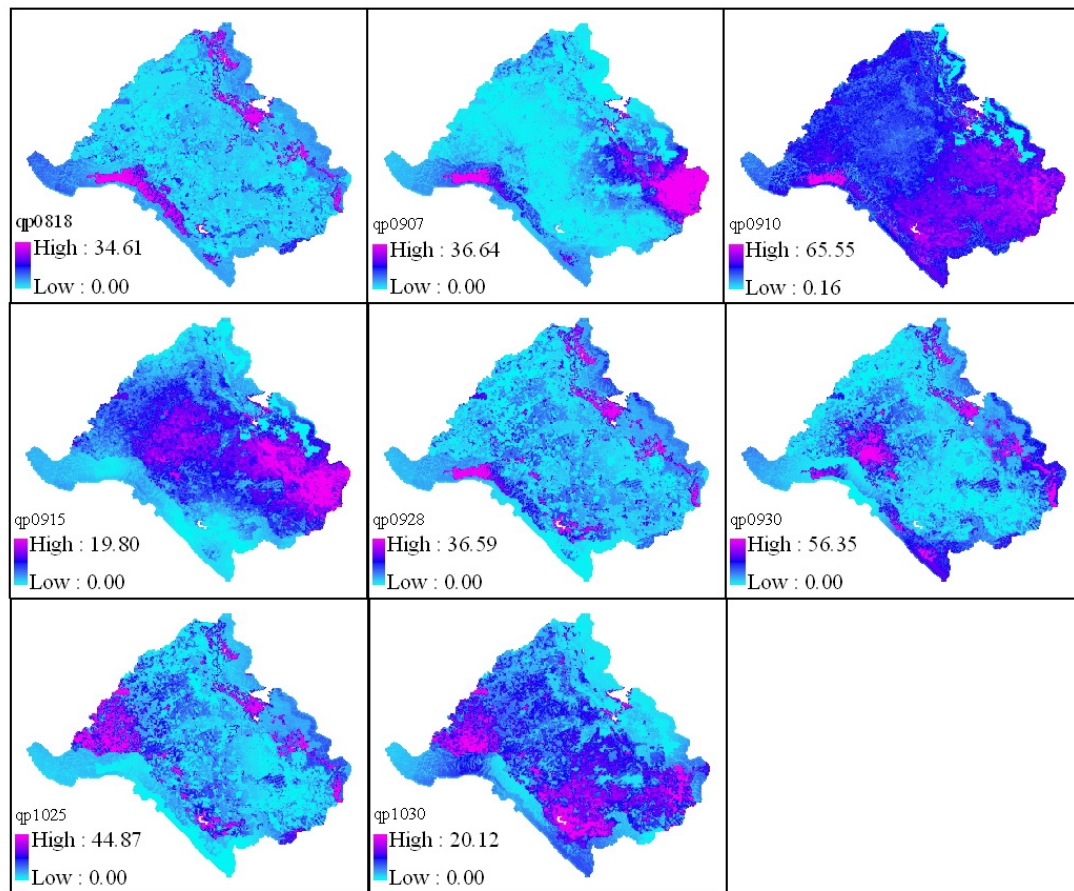 qp0818
High : 34.61
Low : 0.00
qp0907
High : 36.64
Low : 0.00
qp0910
High : 65.55
Low : 0.16
qp0915
High : 19.80
Low : 0.00
qp0928
High : 36.59
Low : 0.00
qp0930
High : 56.35
Low : 0.00
qp1025
High : 44.87
Low : 0.00
qp1030
High : 20.12
Low : 0.00